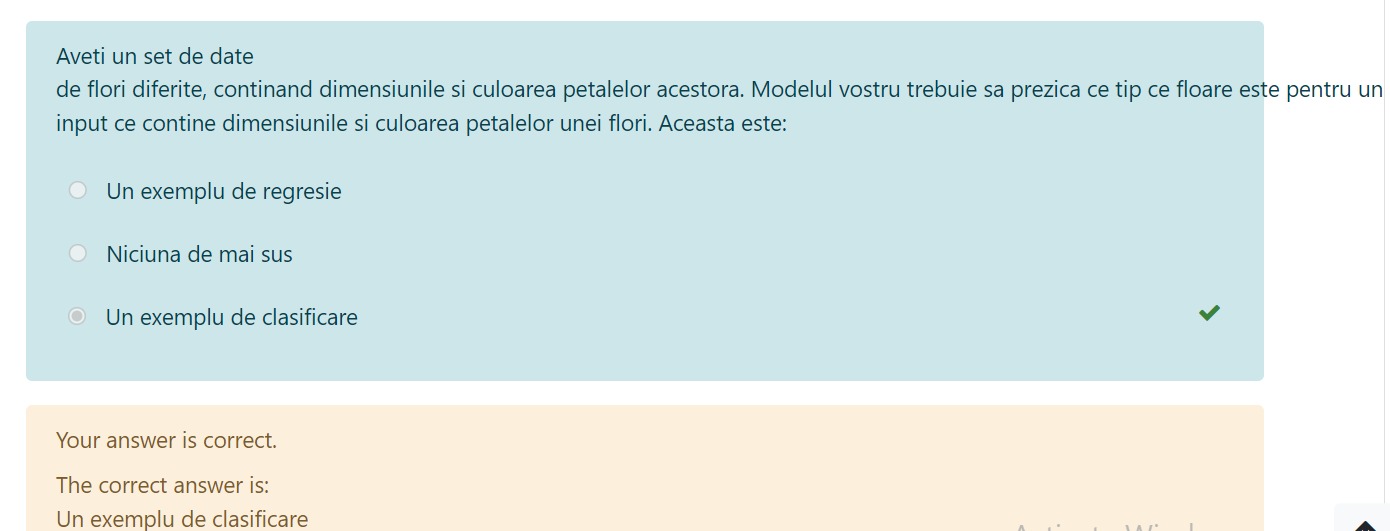 Aveti un set de date
de flori diferite, continand dimensiunile si culoarea petalelor acestora. Modelul vostru trebuie sa prezica ce tip ce floare este pentru un
input ce contine dimensiunile si culoarea petalelor unei flori. Aceasta este:
Un exemplu de regresie
Niciuna de mai sus
Un exemplu de clasificare
Your answer is correct.
The correct answer is:
Un exemplu de clasificare